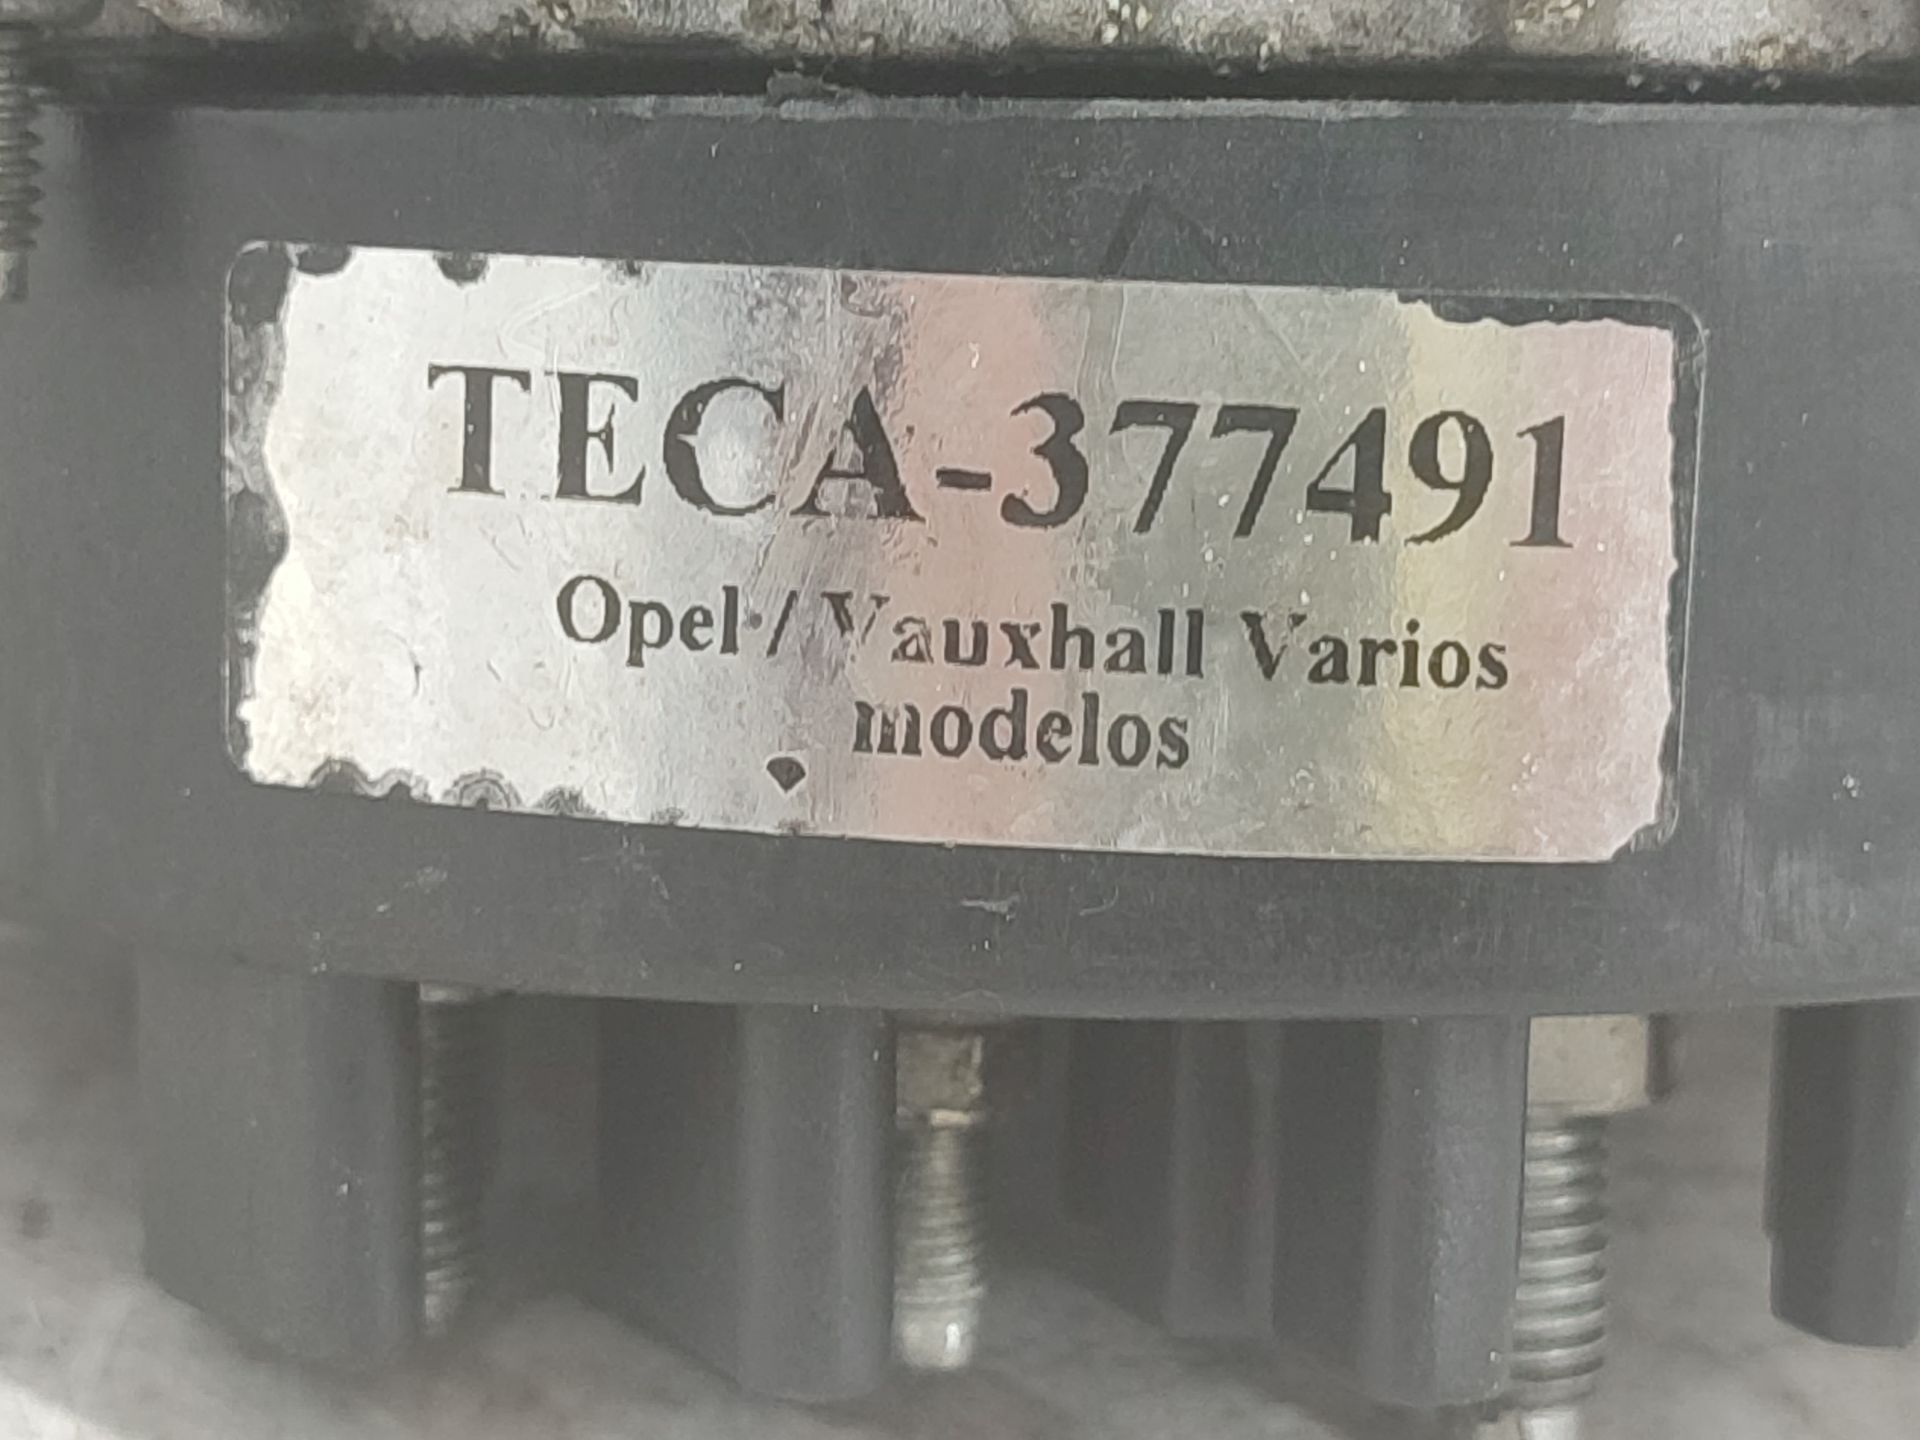 TECA-377491
Opel / Vauxhall Varios
modelos